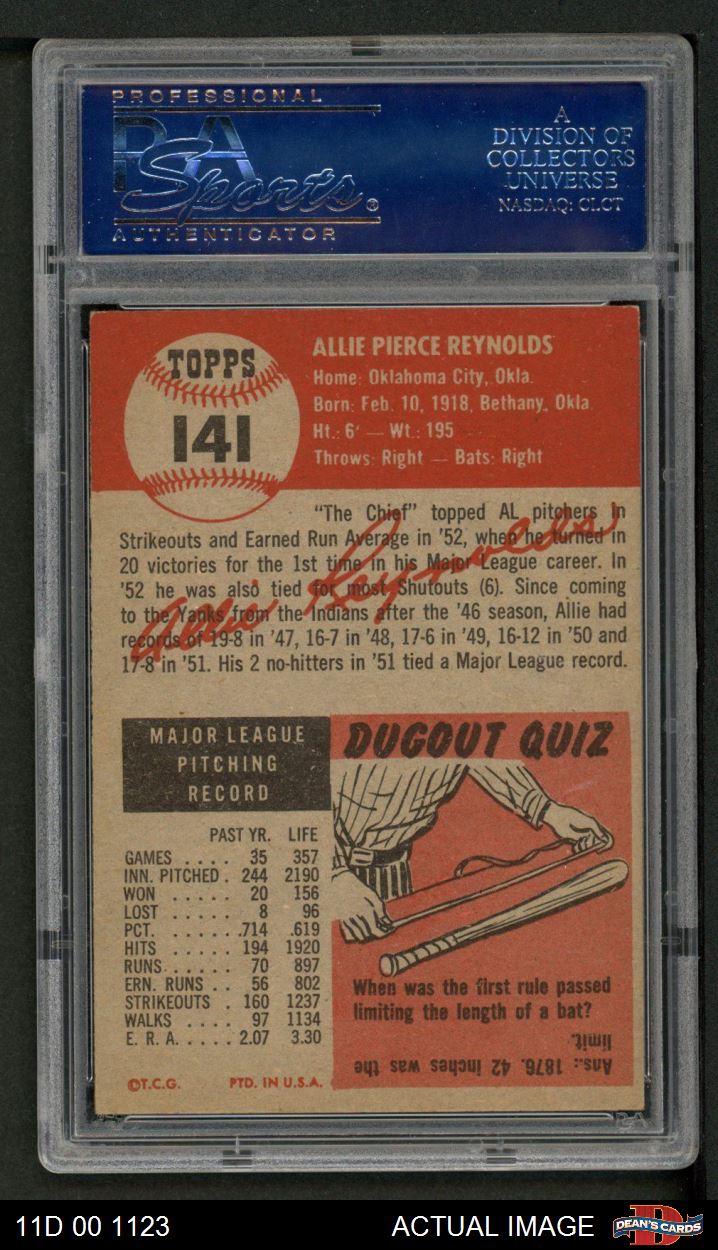 PROFESSIONAL
PSA
Sports®
AUTHENTICATOR
A
DIVISION OF
COLLECTORS
UNIVERSE
NASDAQ: CLCT
TOPPS
141
ALLIE PIERCE REYNOLDS
Home: Oklahoma City, Okla.
Born: Feb. 10, 1918, Bethany, Okla.
Ht.: 6' — Wt.: 195
Throws: Right — Bats: Right
"The Chief" topped AL pitchers in
Strikeouts and Earned Run Average in '52, when he turned in
20 victories for the 1st time in his Major League career. In
'52 he was also tied for most Shutouts (6). Since coming
to the Yanks from the Indians after the '46 season, Allie had
records of 19-8 in '47, 16-7 in '48, 17-6 in '49, 16-12 in '50 and
17-8 in '51. His 2 no-hitters in '51 tied a Major League record.
Allie Reynolds
MAJOR LEAGUE
PITCHING
RECORD
PAST YR. LIFE
GAMES .... 35 357
INN. PITCHED . 244 2190
WON ..... 20 156
LOST ..... 8 96
PCT. ..... .714 .619
HITS ..... 194 1920
RUNS ..... 70 897
ERN. RUNS .. 56 802
STRIKEOUTS . 160 1237
WALKS .... 97 1134
E. R. A. .... 2.07 3.30
©T.C.G. PTD. IN U.S.A.
DUGOUT QUIZ
When was the first rule passed
limiting the length of a bat?
Ans.: 1876. 42 inches was the
limit.
PSA
11D 00 1123
ACTUAL IMAGE
D
DEAN'S CARDS